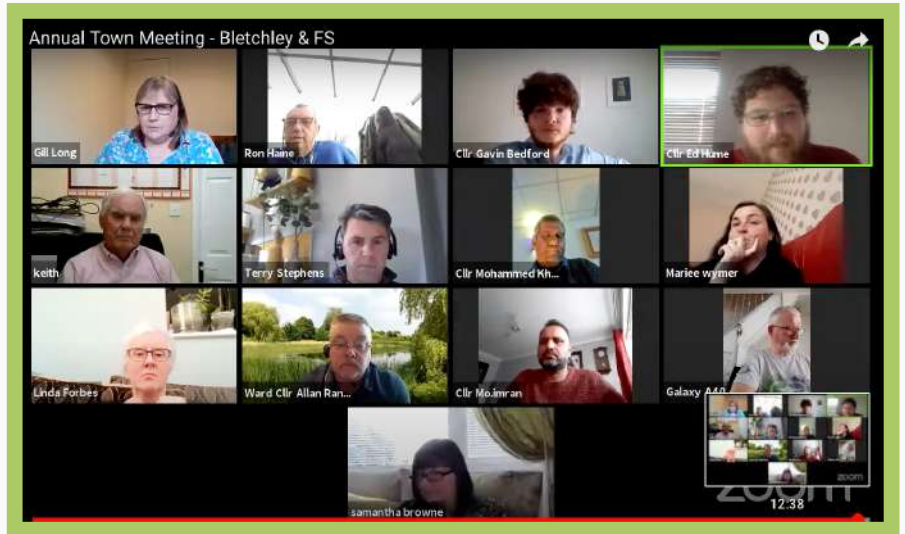 Annual Town Meeting - Bletchley & FS
Gill Long
Ron Haine
Cllr Gavin Bedford
Cllr Ed Hume
keith
Terry Stephens
Cllr Mohammed Kh...
Mariee wymer
Linda Forbes
Ward Cllr Allan Ran...
Cllr Mo.imran
Galaxy A40
samantha browne
zoom
zoom
12:38